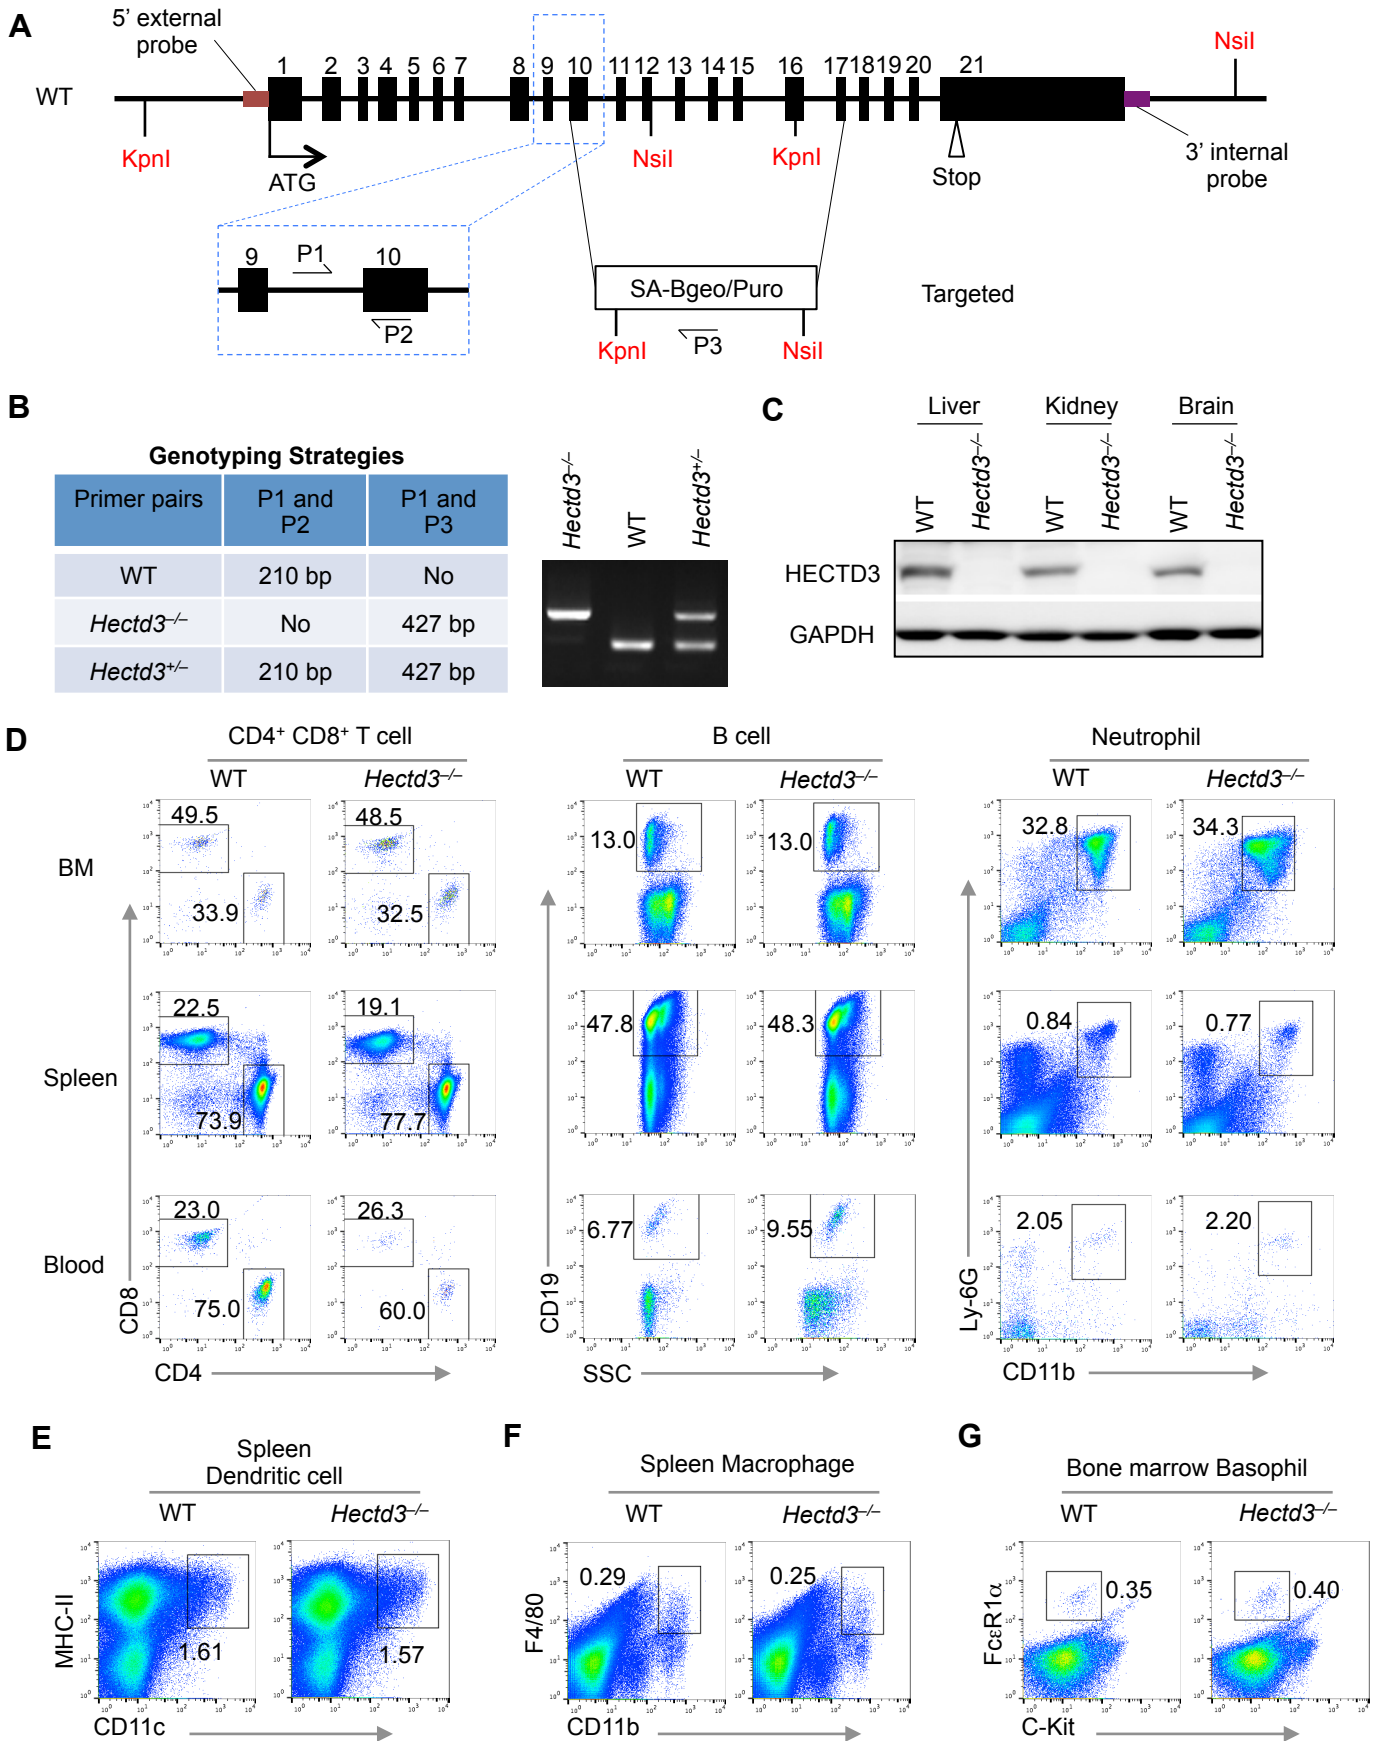 A
5’ external
probe
WT
1 2 3 4 5 6 7 8 9 10 11 12 13 14 15 16 17 18 19 20 21
NsiI
KpnI
ATG
NsiI
KpnI
Stop
3’ internal
probe
9 P1 10
P2
SA-Bgeo/Puro
Targeted
KpnI
P3
NsiI
B
Genotyping Strategies
Primer pairs P1 and P2 P1 and P3
WT 210 bp No
Hectd3–/– No 427 bp
Hectd3+/– 210 bp 427 bp
Hectd3–/–
WT
Hectd3+/–
C
Liver Kidney Brain
WT Hectd3–/– WT Hectd3–/– WT Hectd3–/–
HECTD3
GAPDH
D
CD4+ CD8+ T cell B cell Neutrophil
WT Hectd3–/– WT Hectd3–/– WT Hectd3–/–
BM
49.5 48.5 13.0 13.0 32.8 34.3
33.9 32.5
Spleen
22.5 19.1 47.8 48.3 0.84 0.77
73.9 77.7
Blood
23.0 26.3 6.77 9.55 2.05 2.20
75.0 60.0
CD8
CD4
CD19
SSC
Ly-6G
CD11b
E
Spleen
Dendritic cell
WT Hectd3–/–
1.61 1.57
MHC-II
CD11c
F
Spleen Macrophage
WT Hectd3–/–
0.29 0.25
F4/80
CD11b
G
Bone marrow Basophil
WT Hectd3–/–
0.35 0.40
FcεR1α
C-Kit